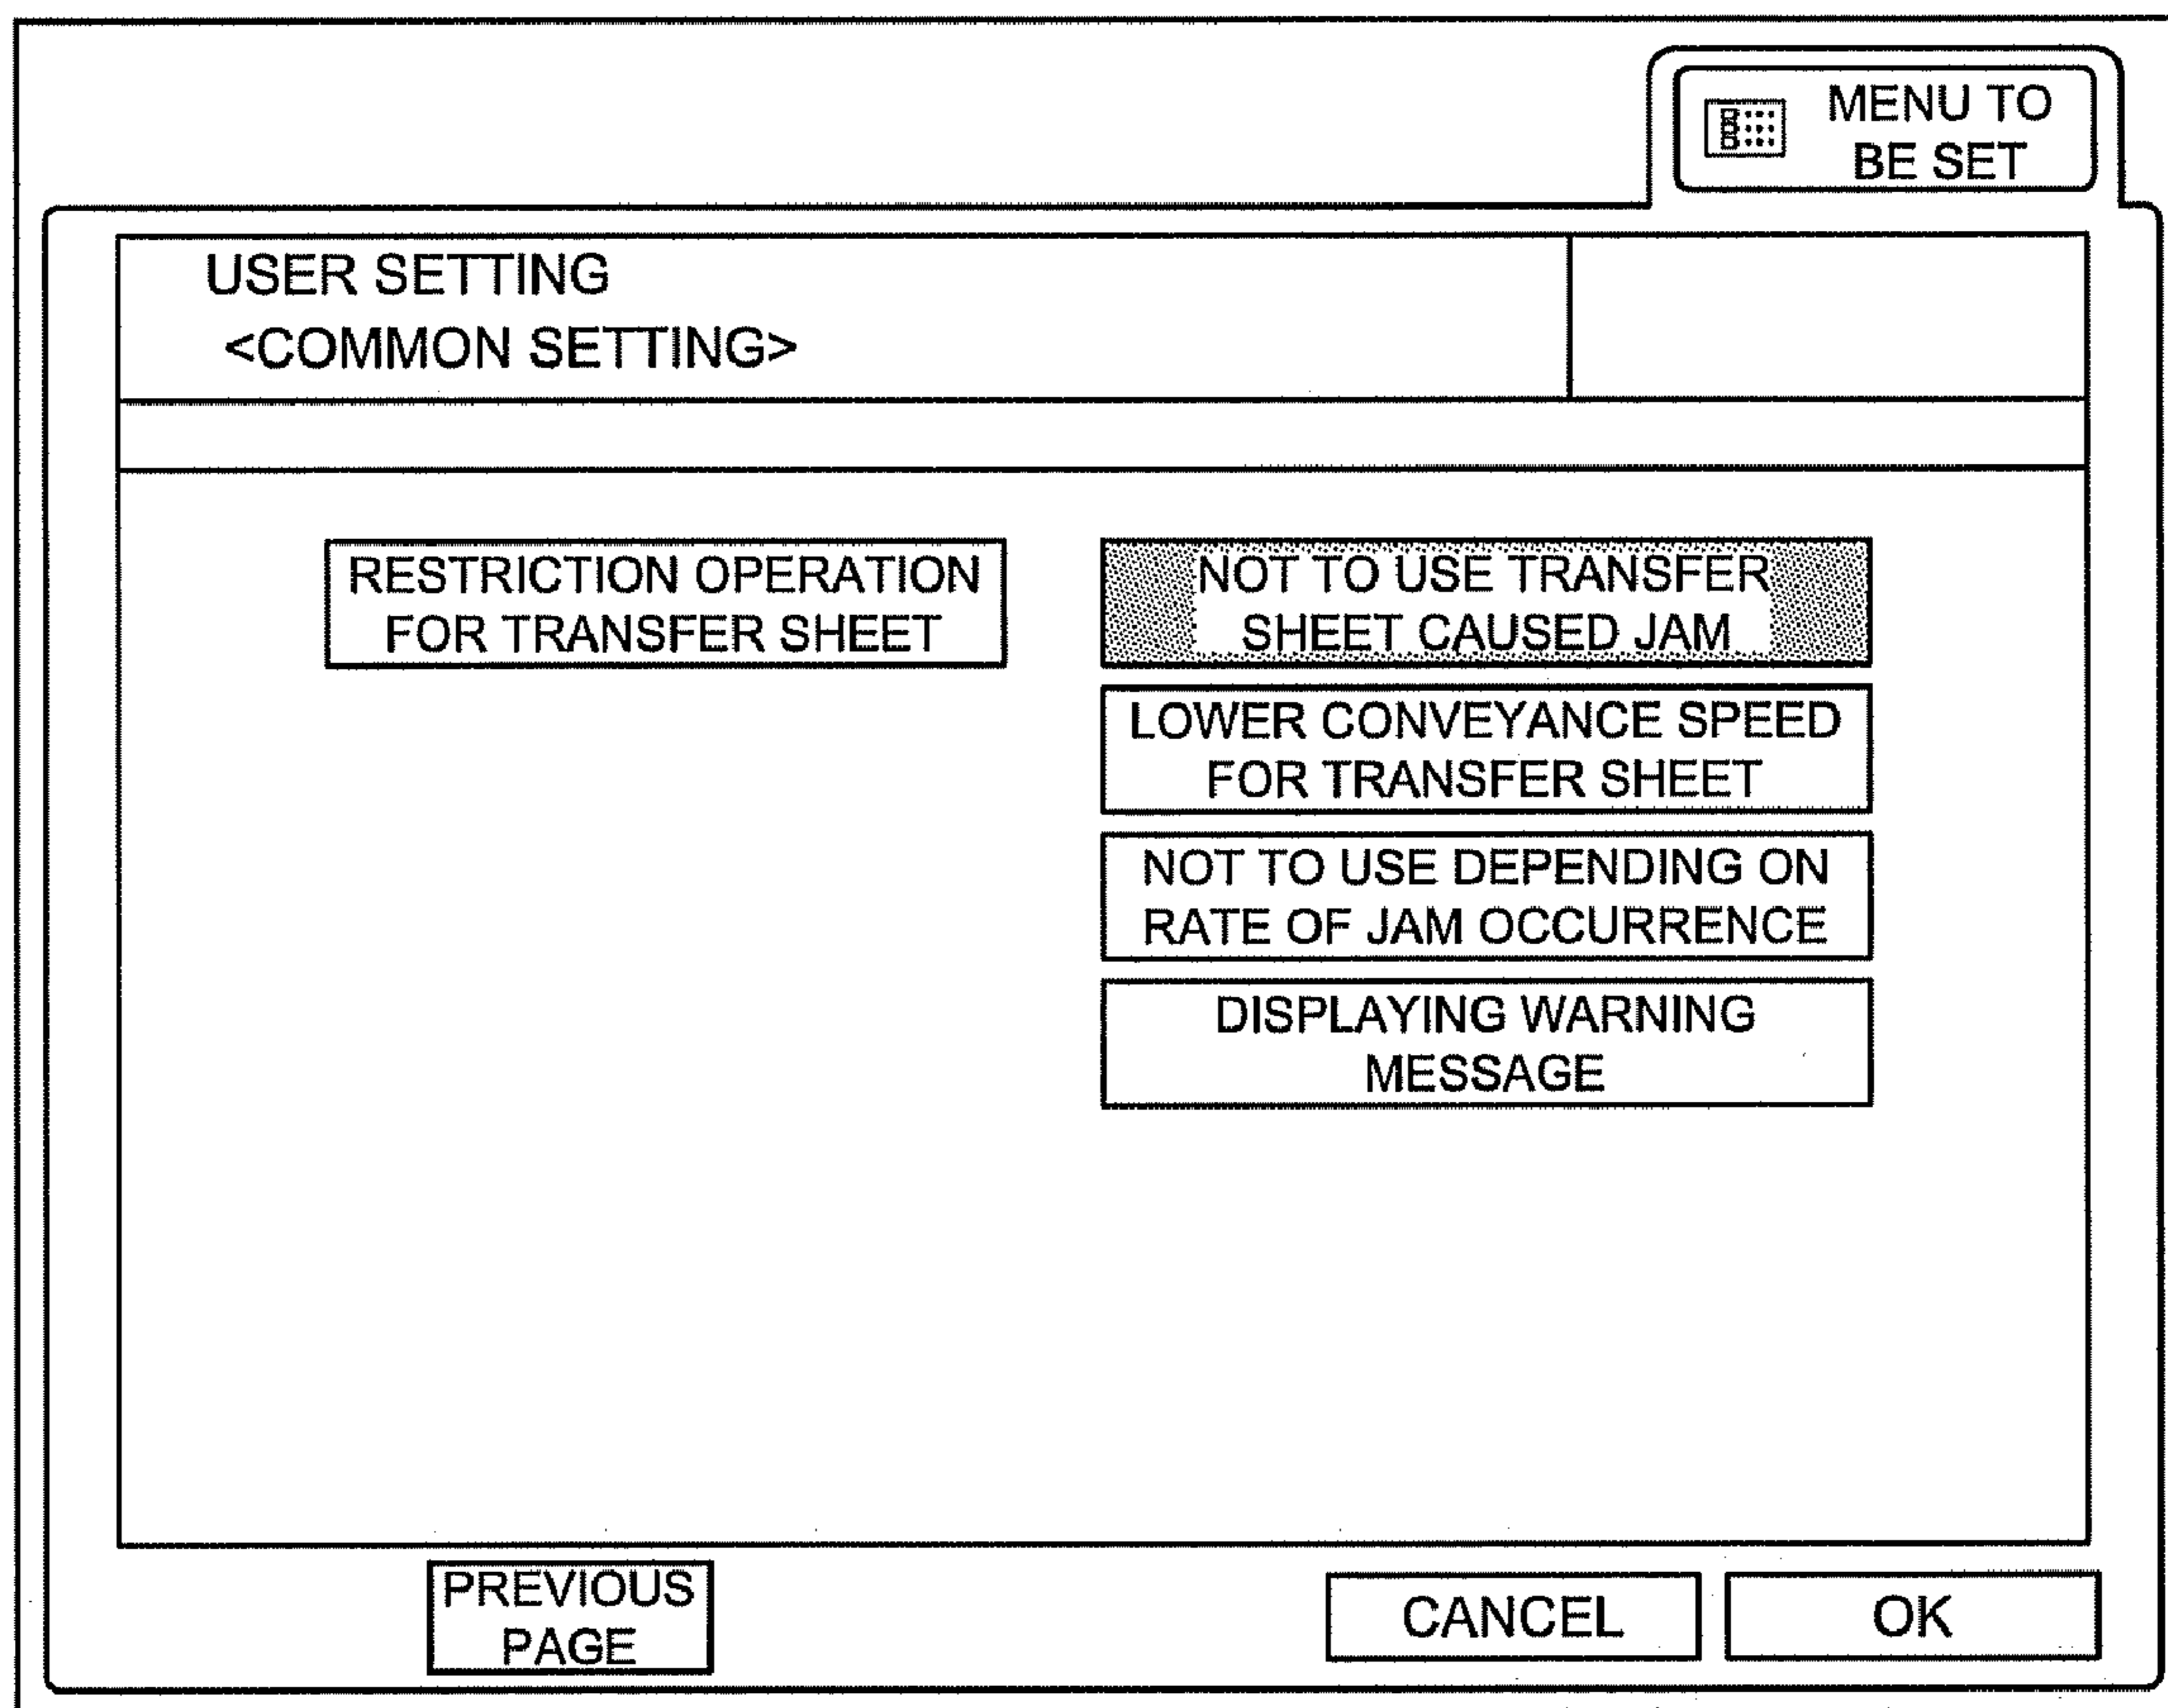 MENU TO
BE SET
USER SETTING
<COMMON SETTING>
RESTRICTION OPERATION
FOR TRANSFER SHEET
NOT TO USE TRANSFER
SHEET CAUSED JAM
LOWER CONVEYANCE SPEED
FOR TRANSFER SHEET
NOT TO USE DEPENDING ON
RATE OF JAM OCCURRENCE
DISPLAYING WARNING
MESSAGE
PREVIOUS
PAGE
CANCEL
OK